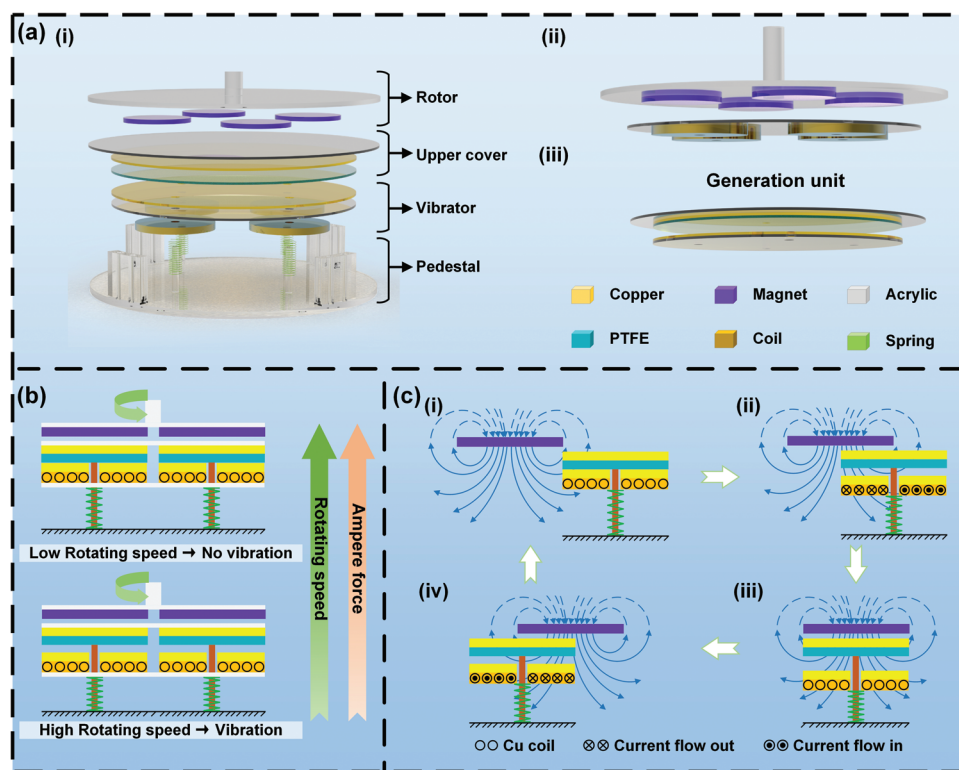 (a)
(i)
Rotor
Upper cover
Vibrator
Pedestal
(ii)
(iii)
Generation unit
Copper
Magnet
Acrylic
PTFE
Coil
Spring
(b)
Low Rotating speed → No vibration
High Rotating speed → Vibration
Rotating speed
Ampere force
(c)
(i)
(ii)
(iv)
(iii)
Cu coil
Current flow out
Current flow in